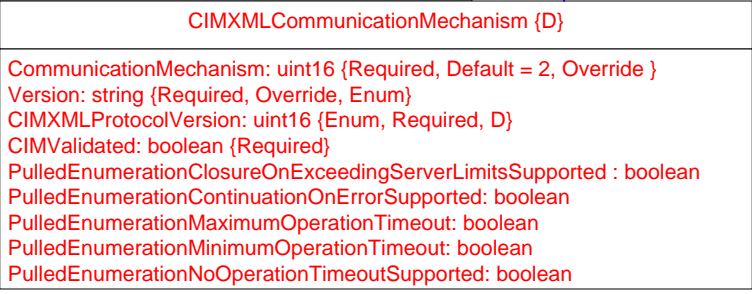 CIMXMLCommunicationMechanism {D}
CommunicationMechanism: uint16 {Required, Default = 2, Override }
Version: string {Required, Override, Enum}
CIMXMLProtocolVersion: uint16 {Enum, Required, D}
CIMValidated: boolean {Required}
PulledEnumerationClosureOnExceedingServerLimitsSupported : boolean
PulledEnumerationContinuationOnErrorSupported: boolean
PulledEnumerationMaximumOperationTimeout: boolean
PulledEnumerationMinimumOperationTimeout: boolean
PulledEnumerationNoOperationTimeoutSupported: boolean